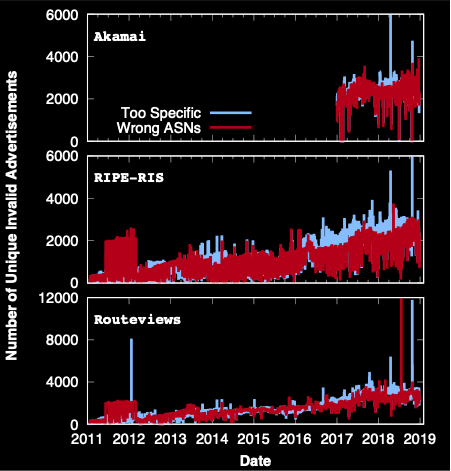 Number of Unique Invalid Advertisements
6000
Akamai
4000
2000
Too Specific
Wrong ASNs
0
6000
RIPE-RIS
4000
2000
0
12000
Routeviews
8000
4000
0
2011 2012 2013 2014 2015 2016 2017 2018 2019
Date